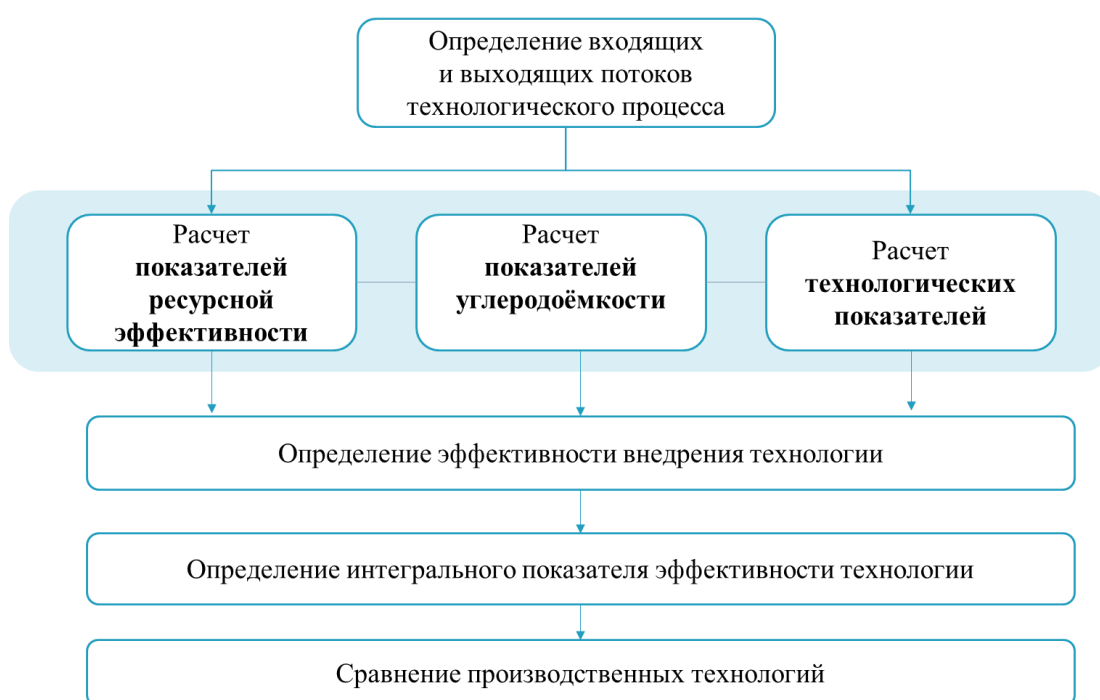 Определение входящих
и выходящих потоков
технологического процесса
Расчет
показателей
ресурсной
эффективности
Расчет
показателей
углеродоёмкости
Расчет
технологических
показателей
Определение эффективности внедрения технологии
Определение интегрального показателя эффективности технологии
Сравнение производственных технологий